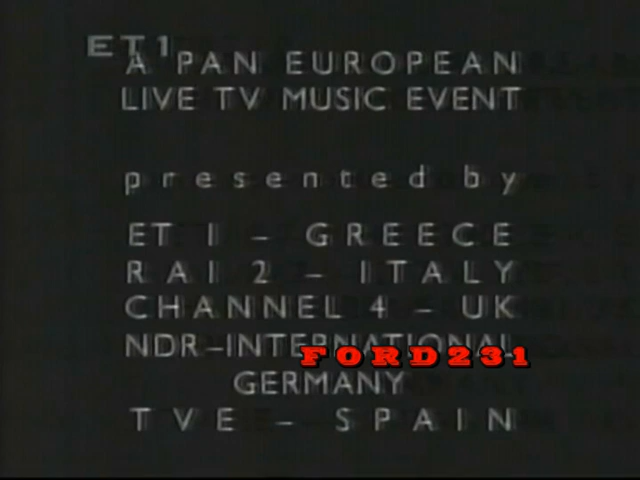 ET1
A PAN EUROPEAN
LIVE TV MUSIC EVENT
presented by
ET 1 - GREECE
RAI 2 - ITALY
CHANNEL 4 - UK
NDR-INTERNATIONAL
FORD231
GERMANY
TVE - SPAIN